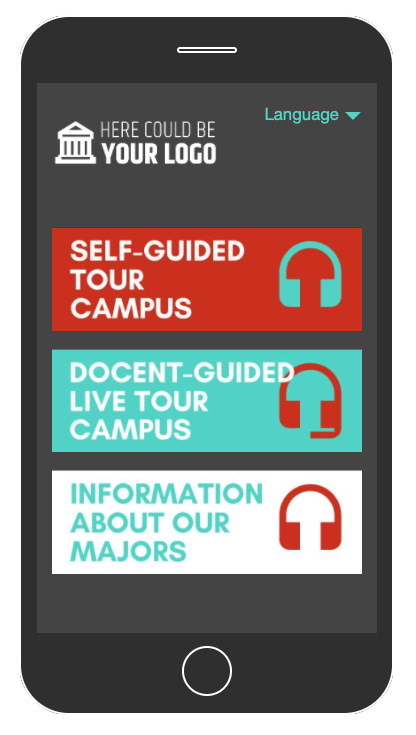 Language
HERE COULD BE
YOUR LOGO
SELF-GUIDED
TOUR
CAMPUS
DOCENT-GUIDED
LIVE TOUR
CAMPUS
INFORMATION
ABOUT OUR
MAJORS